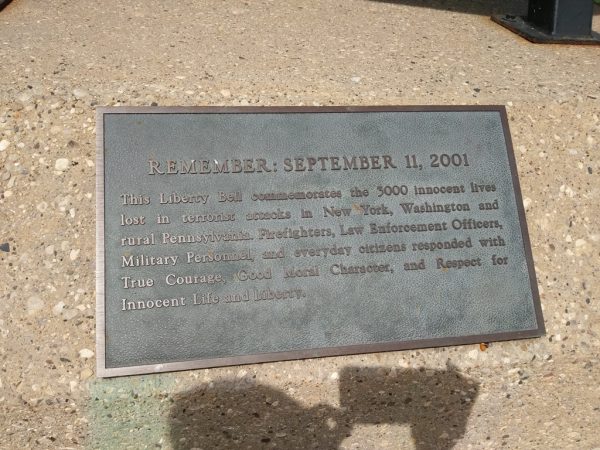 REMEMBER: SEPTEMBER 11, 2001
This Liberty Bell commemorates the 3000 innocent lives
lost in terrorist attacks in New York, Washington and
rural Pennsylvania. Firefighters, Law Enforcement Officers,
Military Personnel, and everyday citizens responded with
True Courage, Good Moral Character, and Respect for
Innocent Life and Liberty.